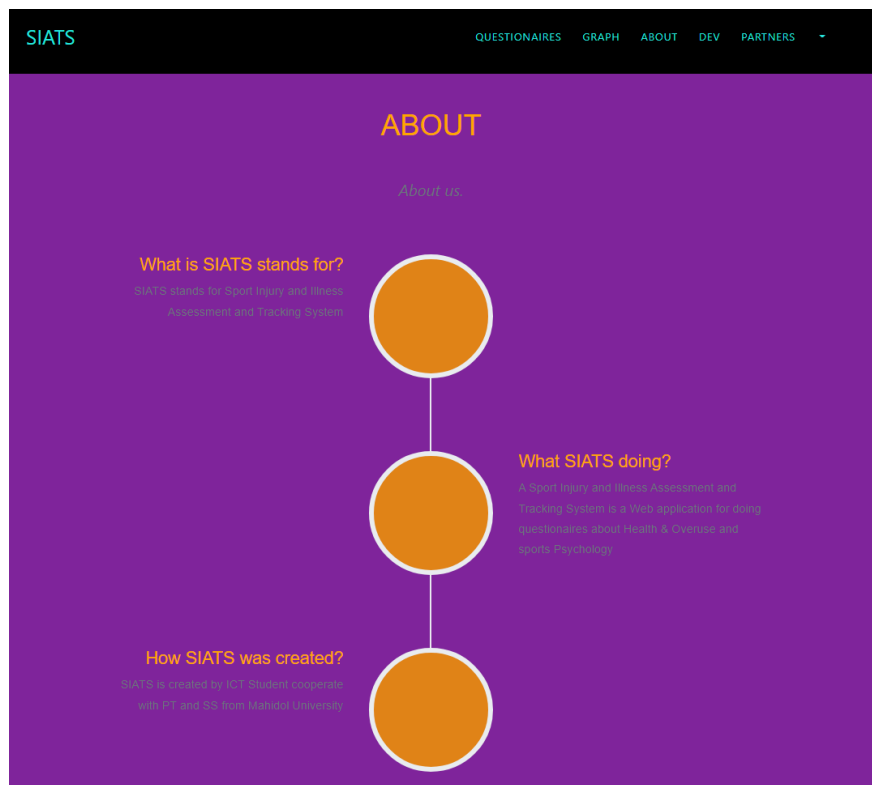 SIATS
QUESTIONAIRES GRAPH ABOUT DEV PARTNERS
ABOUT
About us.
What is SIATS stands for?
SIATS stands for Sport Injury and Illness
Assessment and Tracking System
What SIATS doing?
A Sport Injury and Illness Assessment and
Tracking System is a Web application for doing
questionaires about Health & Overuse and
sports Psychology
How SIATS was created?
SIATS is created by ICT Student cooperate
with PT and SS from Mahidol University